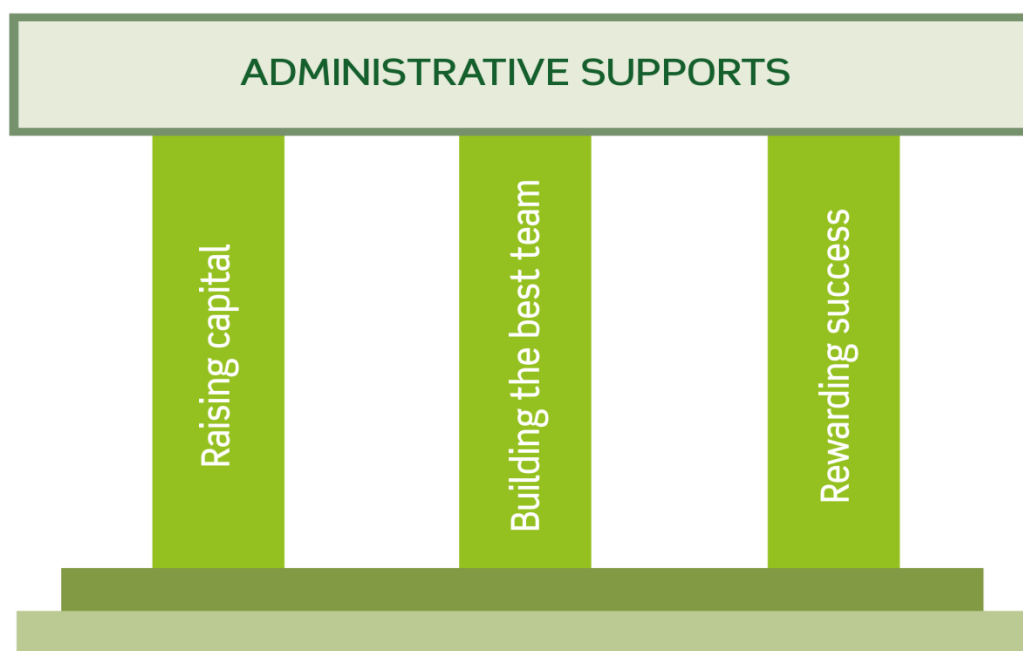 ADMINISTRATIVE SUPPORTS
Raising capital
Building the best team
Rewarding success